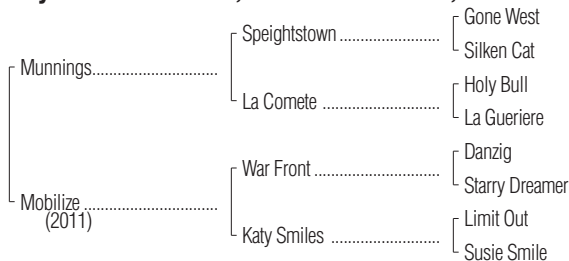 Gone West
Speightstown
Silken Cat
Munnings
Holy Bull
La Comete
La Gueriere
Danzig
War Front
Starry Dreamer
Mobilize
(2011)
Limit Out
Katy Smiles
Susie Smile